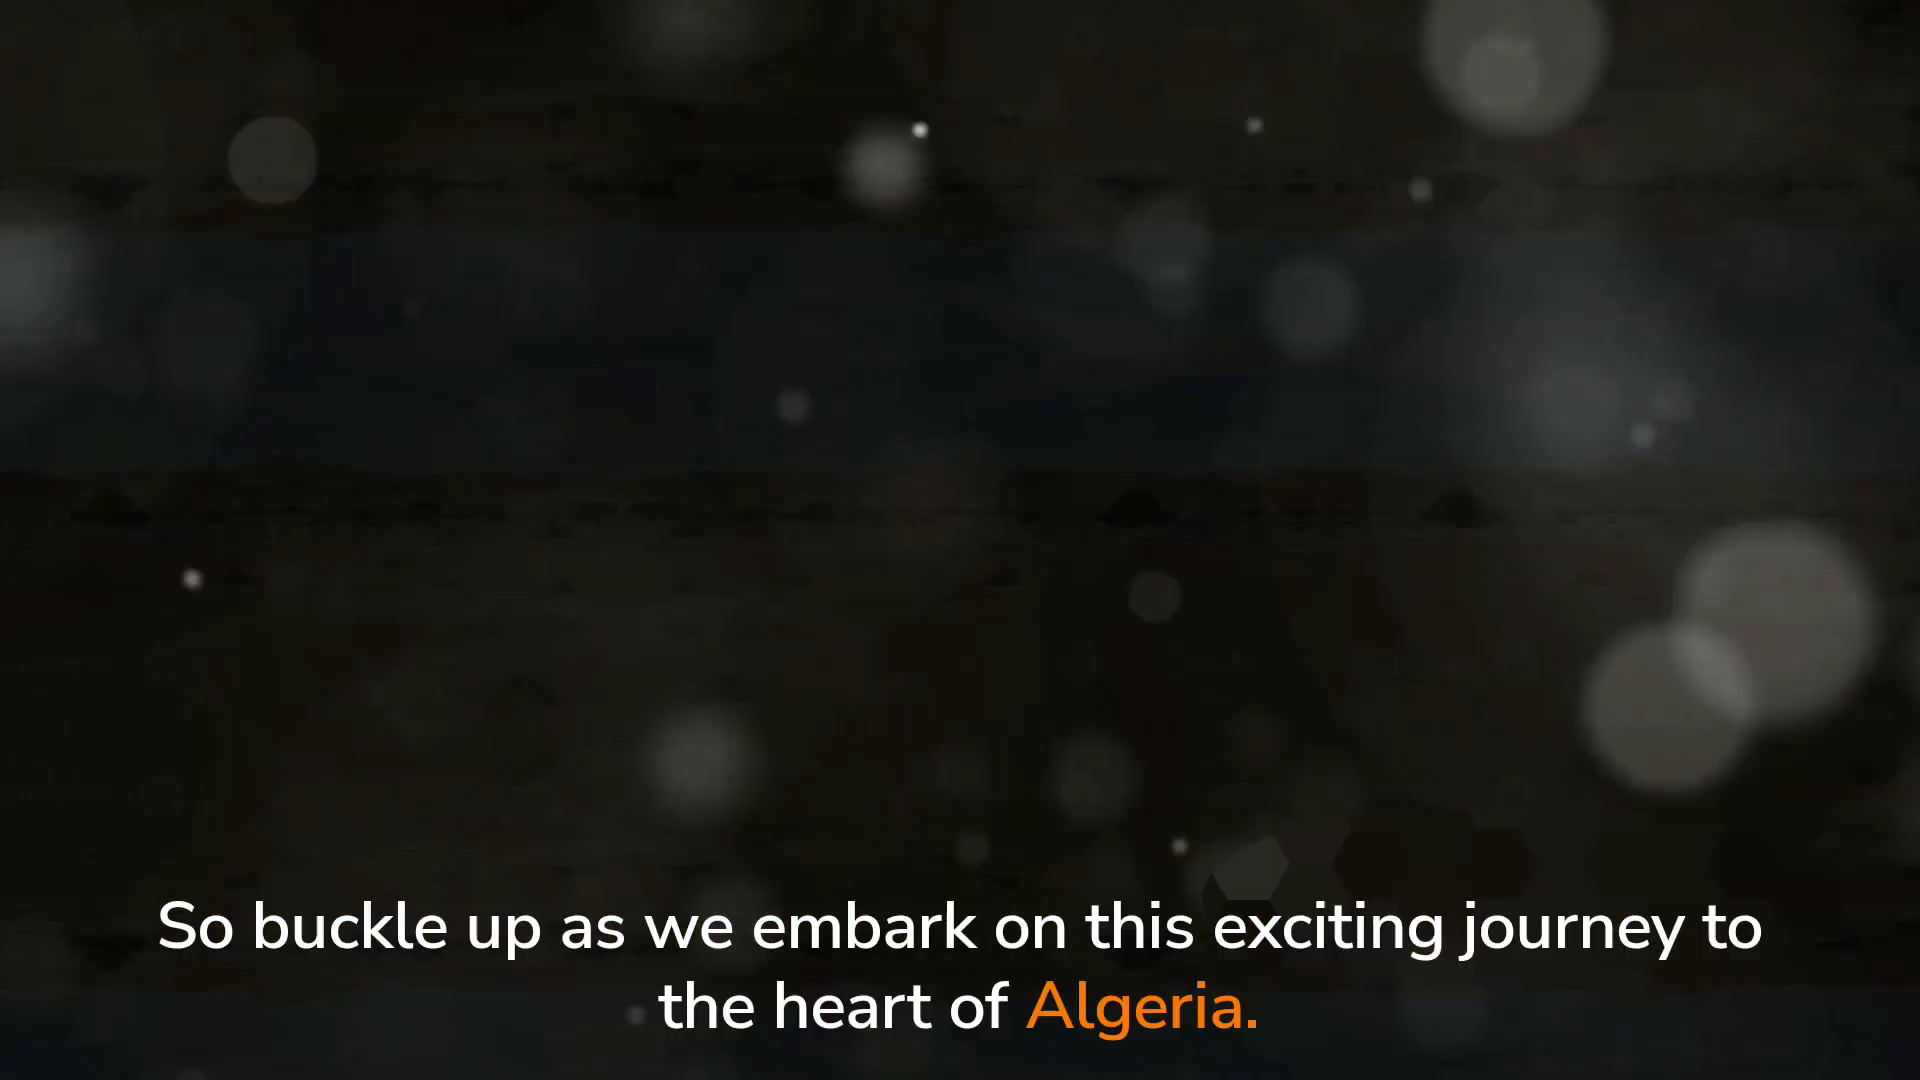 So buckle up as we embark on this exciting journey to
the heart of Algeria.